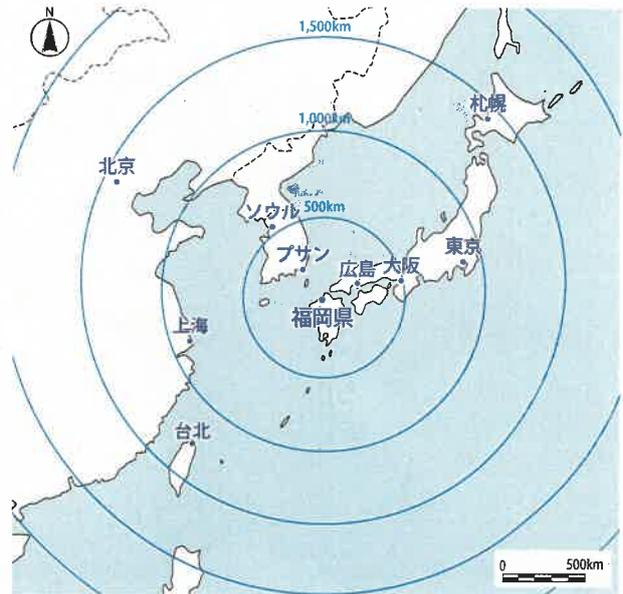 N
1,500km
札幌
1,000km
北京
500km
ソウル
プサン
東京
広島
大阪
福岡県
上海
台北
0 500km